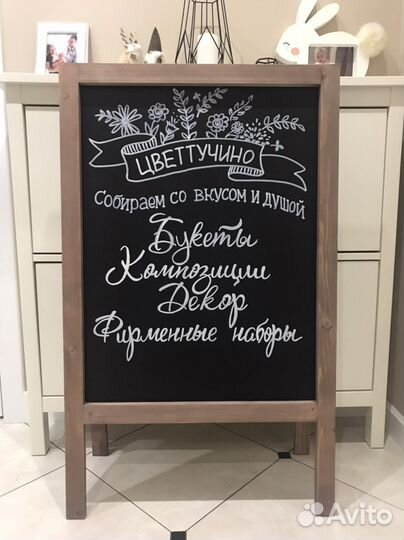 ЦВЕТТУЧИНО
Собираем со вкусом и душой
Букеты
Композиции
Декор
Фирменные наборы
Avito